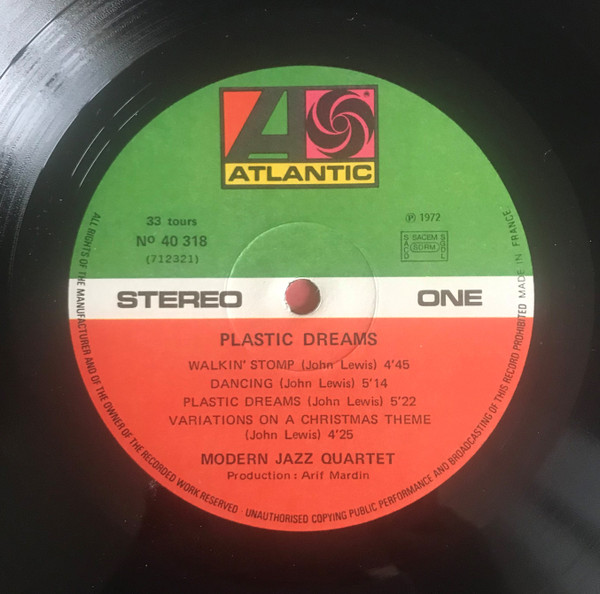 ATLANTIC
33 tours
Nº 40 318
(712321)
℗ 1972
SACEM
SACD
SDRM
SGDL
STEREO
ONE
PLASTIC DREAMS
WALKIN' STOMP (John Lewis) 4'45
DANCING (John Lewis) 5'14
PLASTIC DREAMS (John Lewis) 5'22
VARIATIONS ON A CHRISTMAS THEME
(John Lewis) 4'25
MODERN JAZZ QUARTET
Production : Arif Mardin
ALL RIGHTS OF THE MANUFACTURER AND OF THE OWNER OF THE RECORDED WORK RESERVED - UNAUTHORISED COPYING PUBLIC PERFORMANCE AND BROADCASTING OF THIS RECORD PROHIBITED MADE IN FRANCE